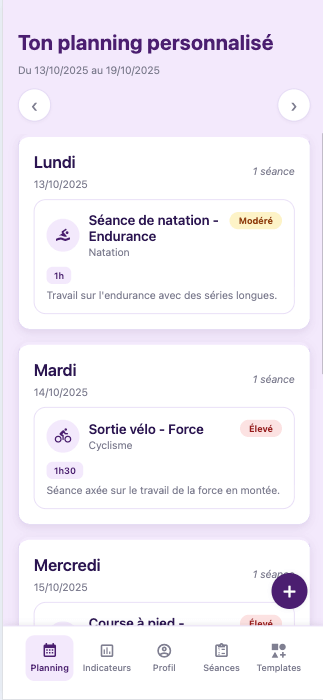 Ton planning personnalisé
Du 13/10/2025 au 19/10/2025
Lundi
1 séance
13/10/2025
Séance de natation -
Endurance
Modéré
Natation
1h
Travail sur l'endurance avec des séries longues.
Mardi
1 séance
14/10/2025
Sortie vélo - Force
Élevé
Cyclisme
1h30
Séance axée sur le travail de la force en montée.
Mercredi
1 séance
15/10/2025
Course à pied -
Élevé
Planning
Indicateurs
Profil
Séances
Templates